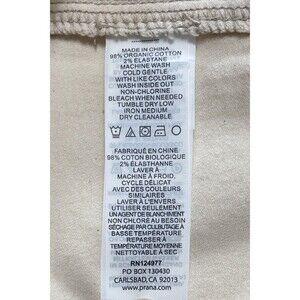 MADE IN CHINA
98% ORGANIC COTTON
2% ELASTANE
MACHINE WASH
COLD GENTLE
WITH LIKE COLORS
WASH INSIDE OUT
NON-CHLORINE
BLEACH WHEN NEEDED
TUMBLE DRY LOW
IRON MEDIUM
DRY CLEANABLE
FABRIQUÉ EN CHINE
98% COTON BIOLOGIQUE
2% ÉLASTHANNE
LAVER À
MACHINE À FROID,
CYCLE DÉLICAT
AVEC DES COULEURS
SIMILAIRES
LAVER À L'ENVERS
UTILISER SEULEMENT
UN AGENT DE BLANCHIMENT
NON CHLORÉ AU BESOIN
SÉCHAGE PAR CULBUTAGE À
BASSE TEMPÉRATURE
REPASSER À
TEMPÉRATURE MOYENNE
NETTOYABLE À SEC
RN124977
PO BOX 130430
CARLSBAD, CA 92013
www.prana.com